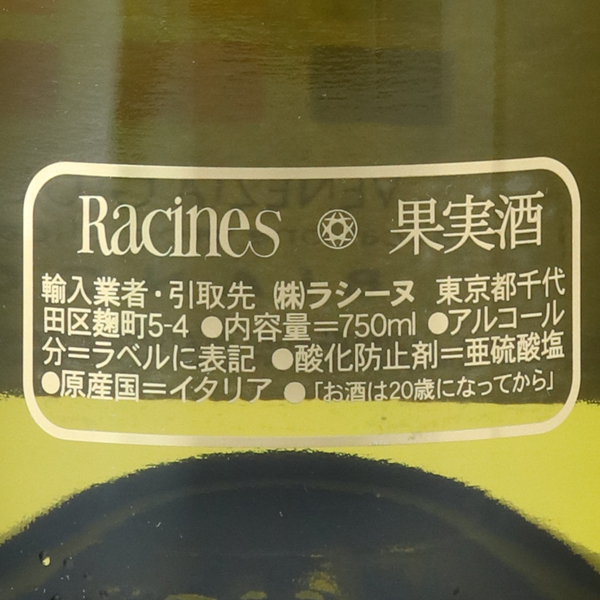 Racines 果実酒
輸入業者・引取先 ㈱ラシーヌ 東京都千代
田区麹町5-4 ●内容量＝750ml ●アルコール
分＝ラベルに表記 ●酸化防止剤＝亜硫酸塩
●原産国＝イタリア ●「お酒は20歳になってから」
VENEZIA